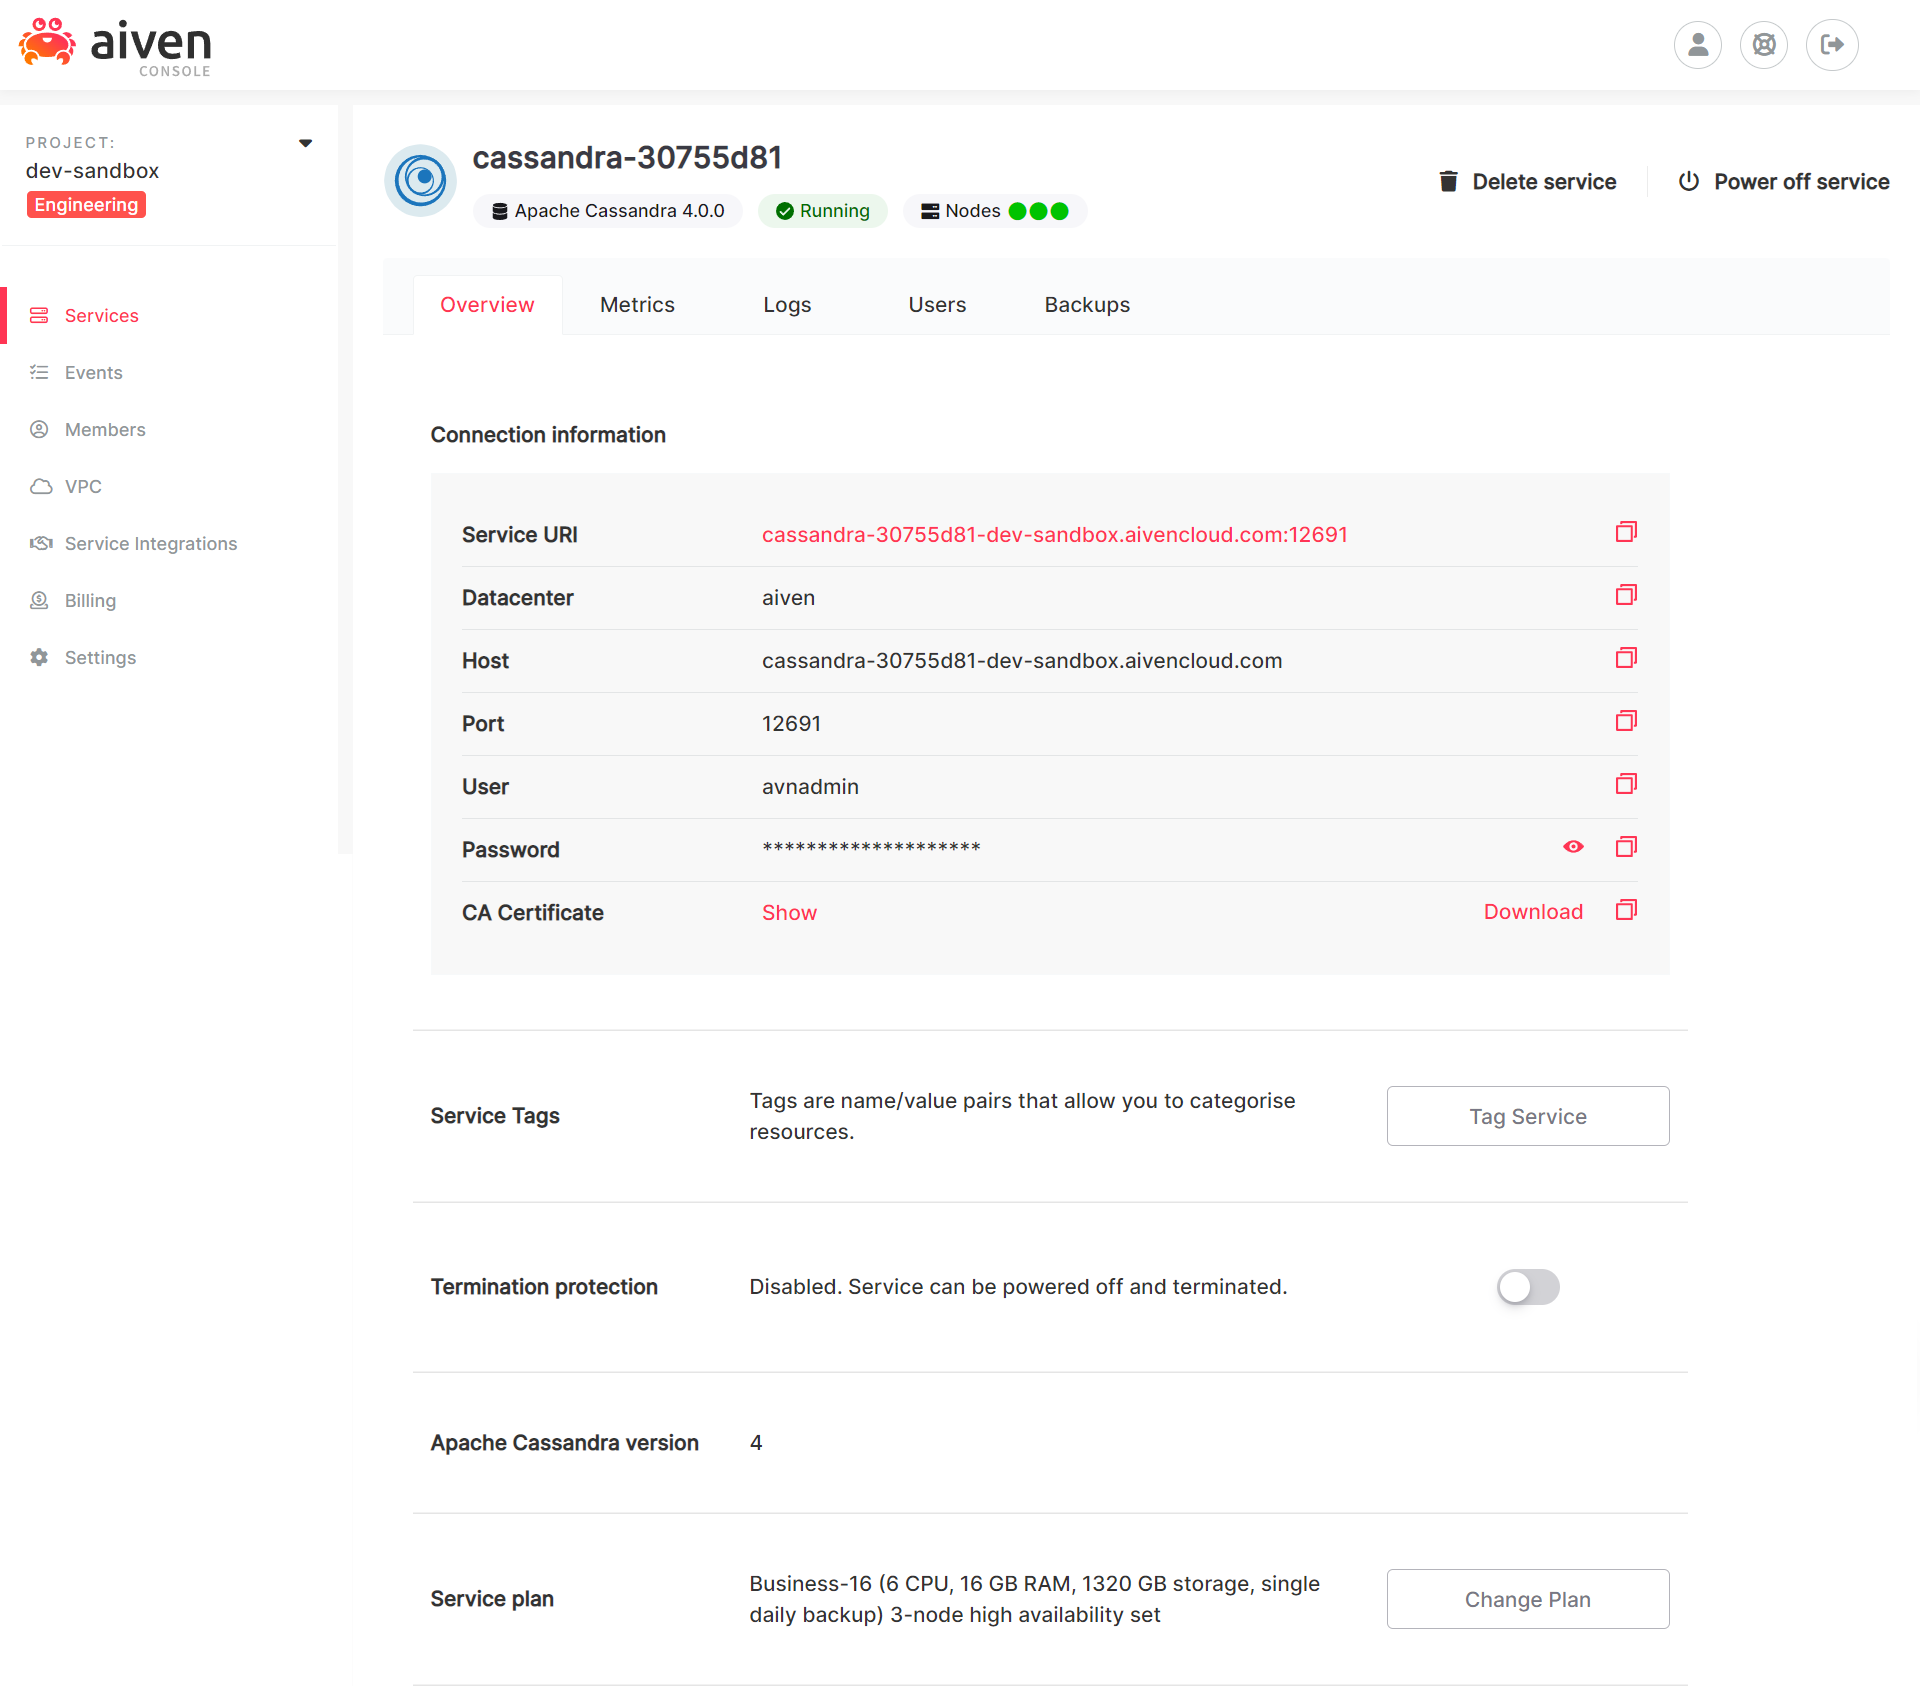 aiven
CONSOLE
PROJECT:
dev-sandbox
Engineering
Services
Events
Members
VPC
Service Integrations
Billing
Settings
cassandra-30755d81
Apache Cassandra 4.0.0
Running
Nodes
Delete service
Power off service
Overview
Metrics
Logs
Users
Backups
Connection information
Service URI
cassandra-30755d81-dev-sandbox.aivencloud.com:12691
Datacenter
aiven
Host
cassandra-30755d81-dev-sandbox.aivencloud.com
Port
12691
User
avnadmin
Password
********************
CA Certificate
Show
Download
Service Tags
Tags are name/value pairs that allow you to categorise
resources.
Tag Service
Termination protection
Disabled. Service can be powered off and terminated.
Apache Cassandra version
4
Service plan
Business-16 (6 CPU, 16 GB RAM, 1320 GB storage, single
daily backup) 3-node high availability set
Change Plan